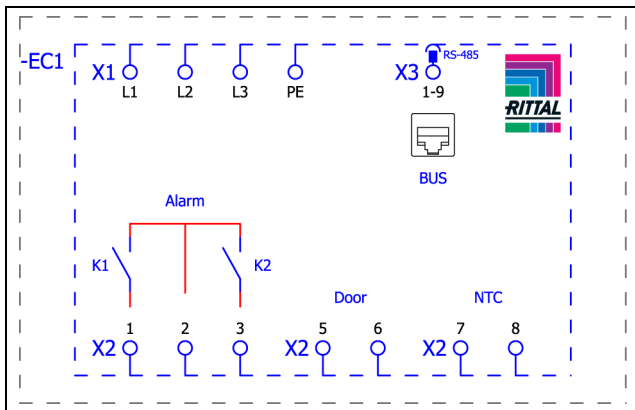 -EC1
X1 L1 L2 L3 PE
X3 RS-485
1-9
RITTAL
BUS
Alarm
K1 K2
Door NTC
1 2 3 5 6 7 8
X2 X2 X2